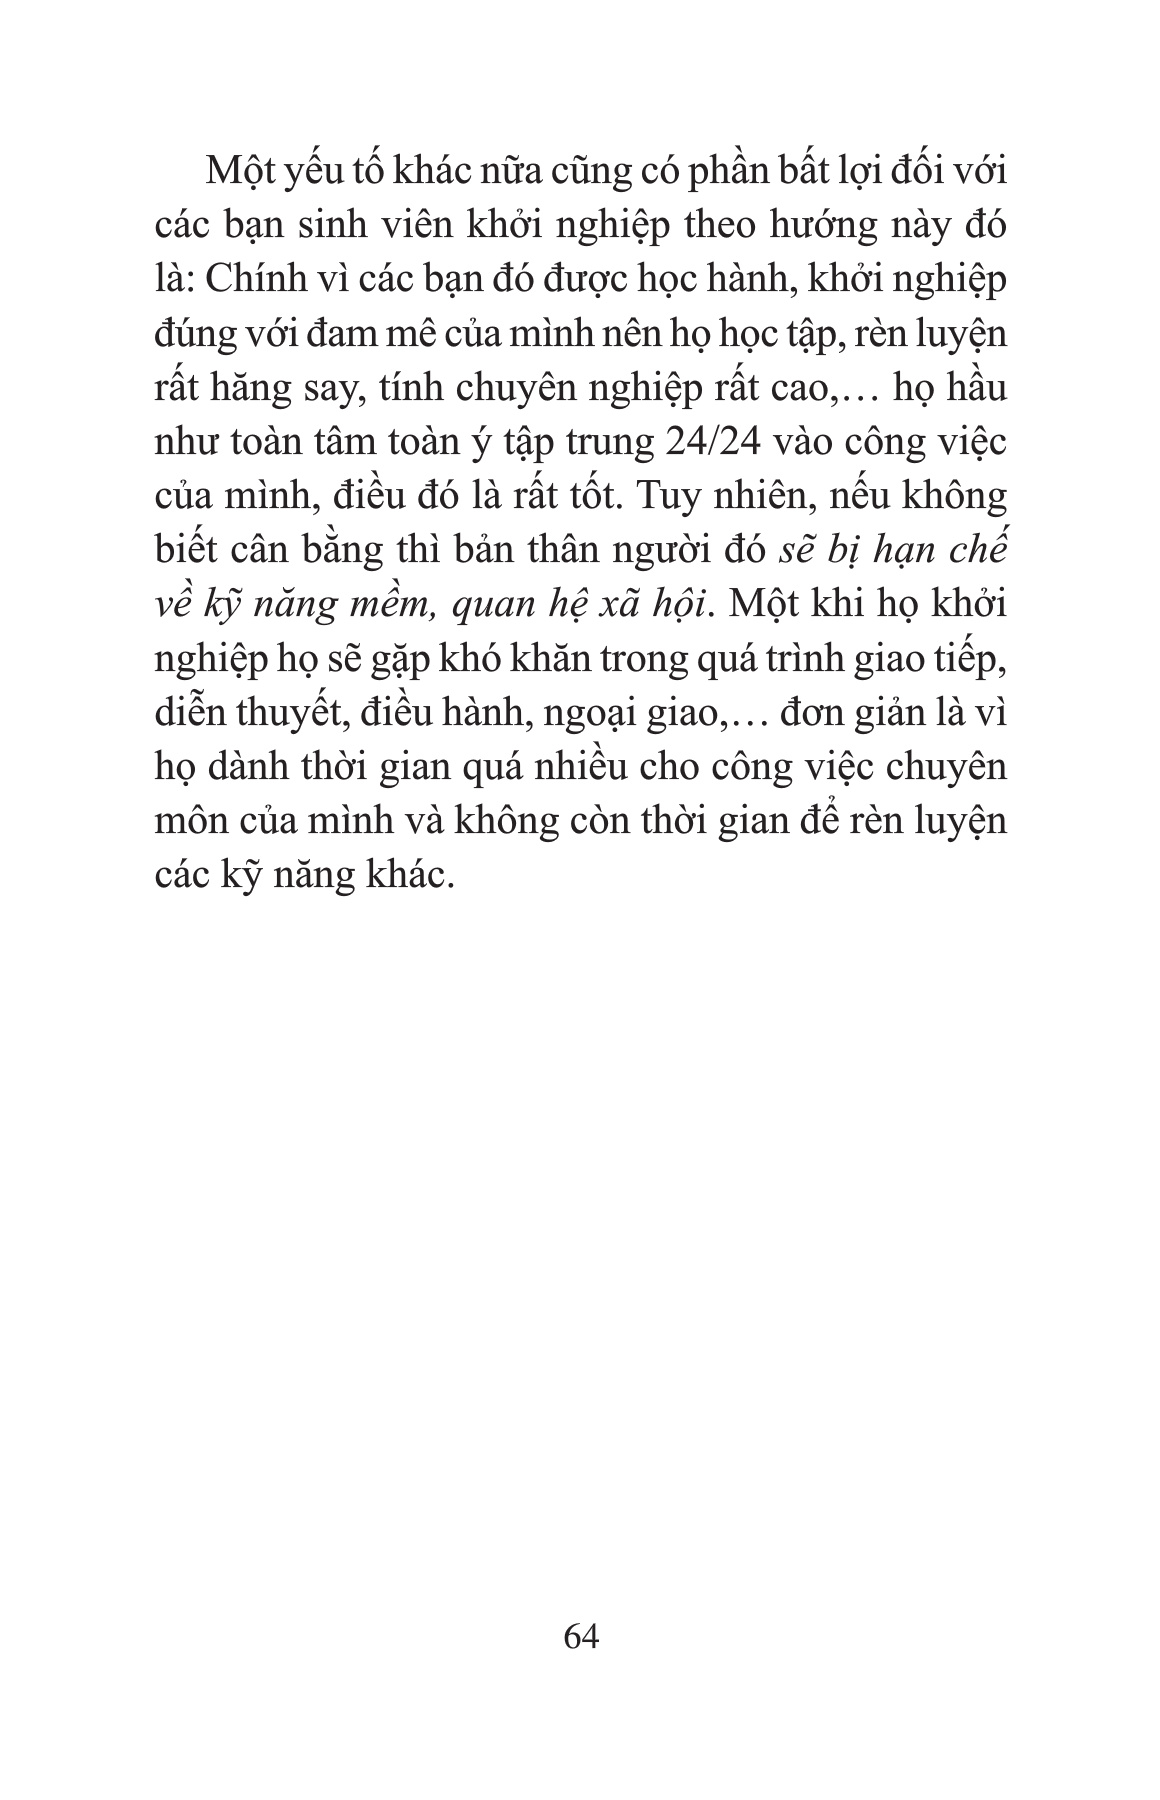 Một yếu tố khác nữa cũng có phần bất lợi đối với
các bạn sinh viên khởi nghiệp theo hướng này đó
là: Chính vì các bạn đó được học hành, khởi nghiệp
đúng với đam mê của mình nên họ học tập, rèn luyện
rất hăng say, tính chuyên nghiệp rất cao,… họ hầu
như toàn tâm toàn ý tập trung 24/24 vào công việc
của mình, điều đó là rất tốt. Tuy nhiên, nếu không
biết cân bằng thì bản thân người đó sẽ bị hạn chế
về kỹ năng mềm, quan hệ xã hội. Một khi họ khởi
nghiệp họ sẽ gặp khó khăn trong quá trình giao tiếp,
diễn thuyết, điều hành, ngoại giao,… đơn giản là vì
họ dành thời gian quá nhiều cho công việc chuyên
môn của mình và không còn thời gian để rèn luyện
các kỹ năng khác.
64